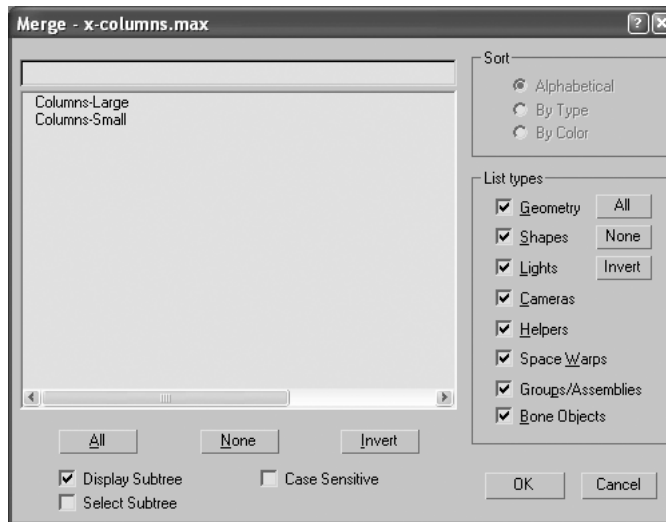 Merge - x-columns.max
Columns-Large
Columns-Small
All None Invert
Display Subtree Case Sensitive
Select Subtree
Sort
Alphabetical
By Type
By Color
List types
Geometry All
Shapes None
Lights Invert
Cameras
Helpers
Space Warps
Groups/Assemblies
Bone Objects
OK Cancel